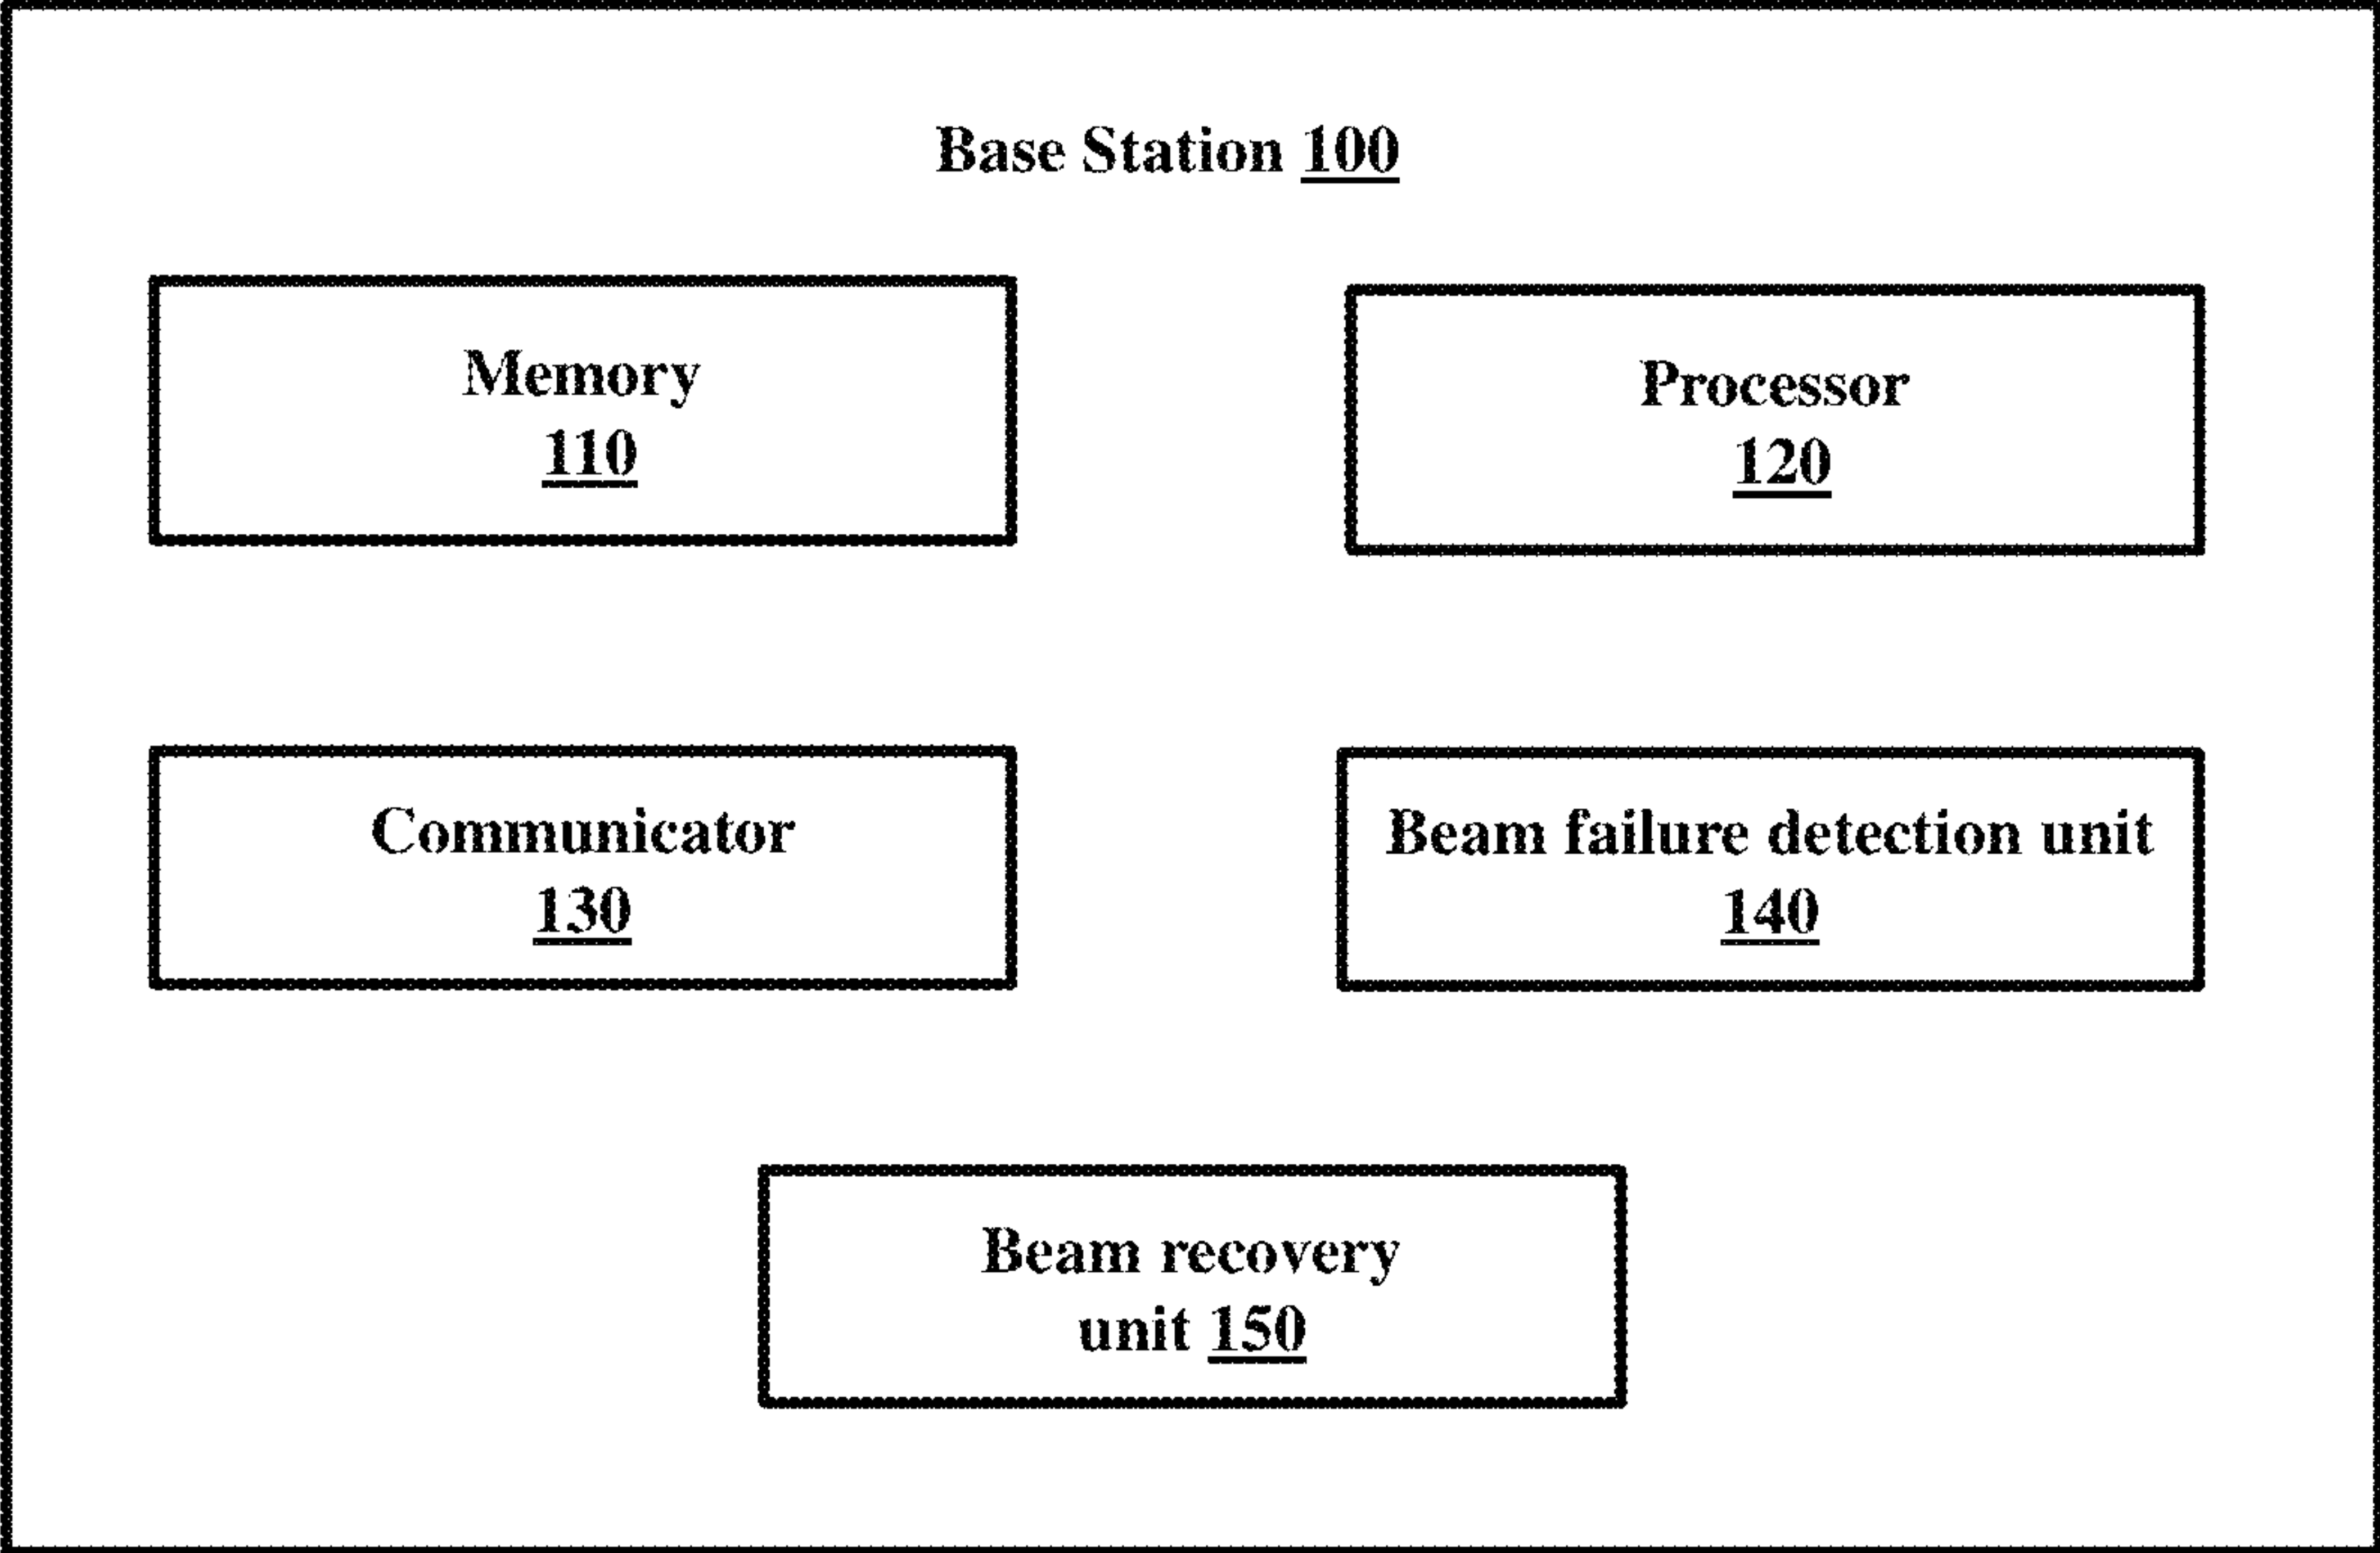 Base Station 100
Memory
110
Processor
120
Communicator
130
Beam failure detection unit
140
Beam recovery
unit 150